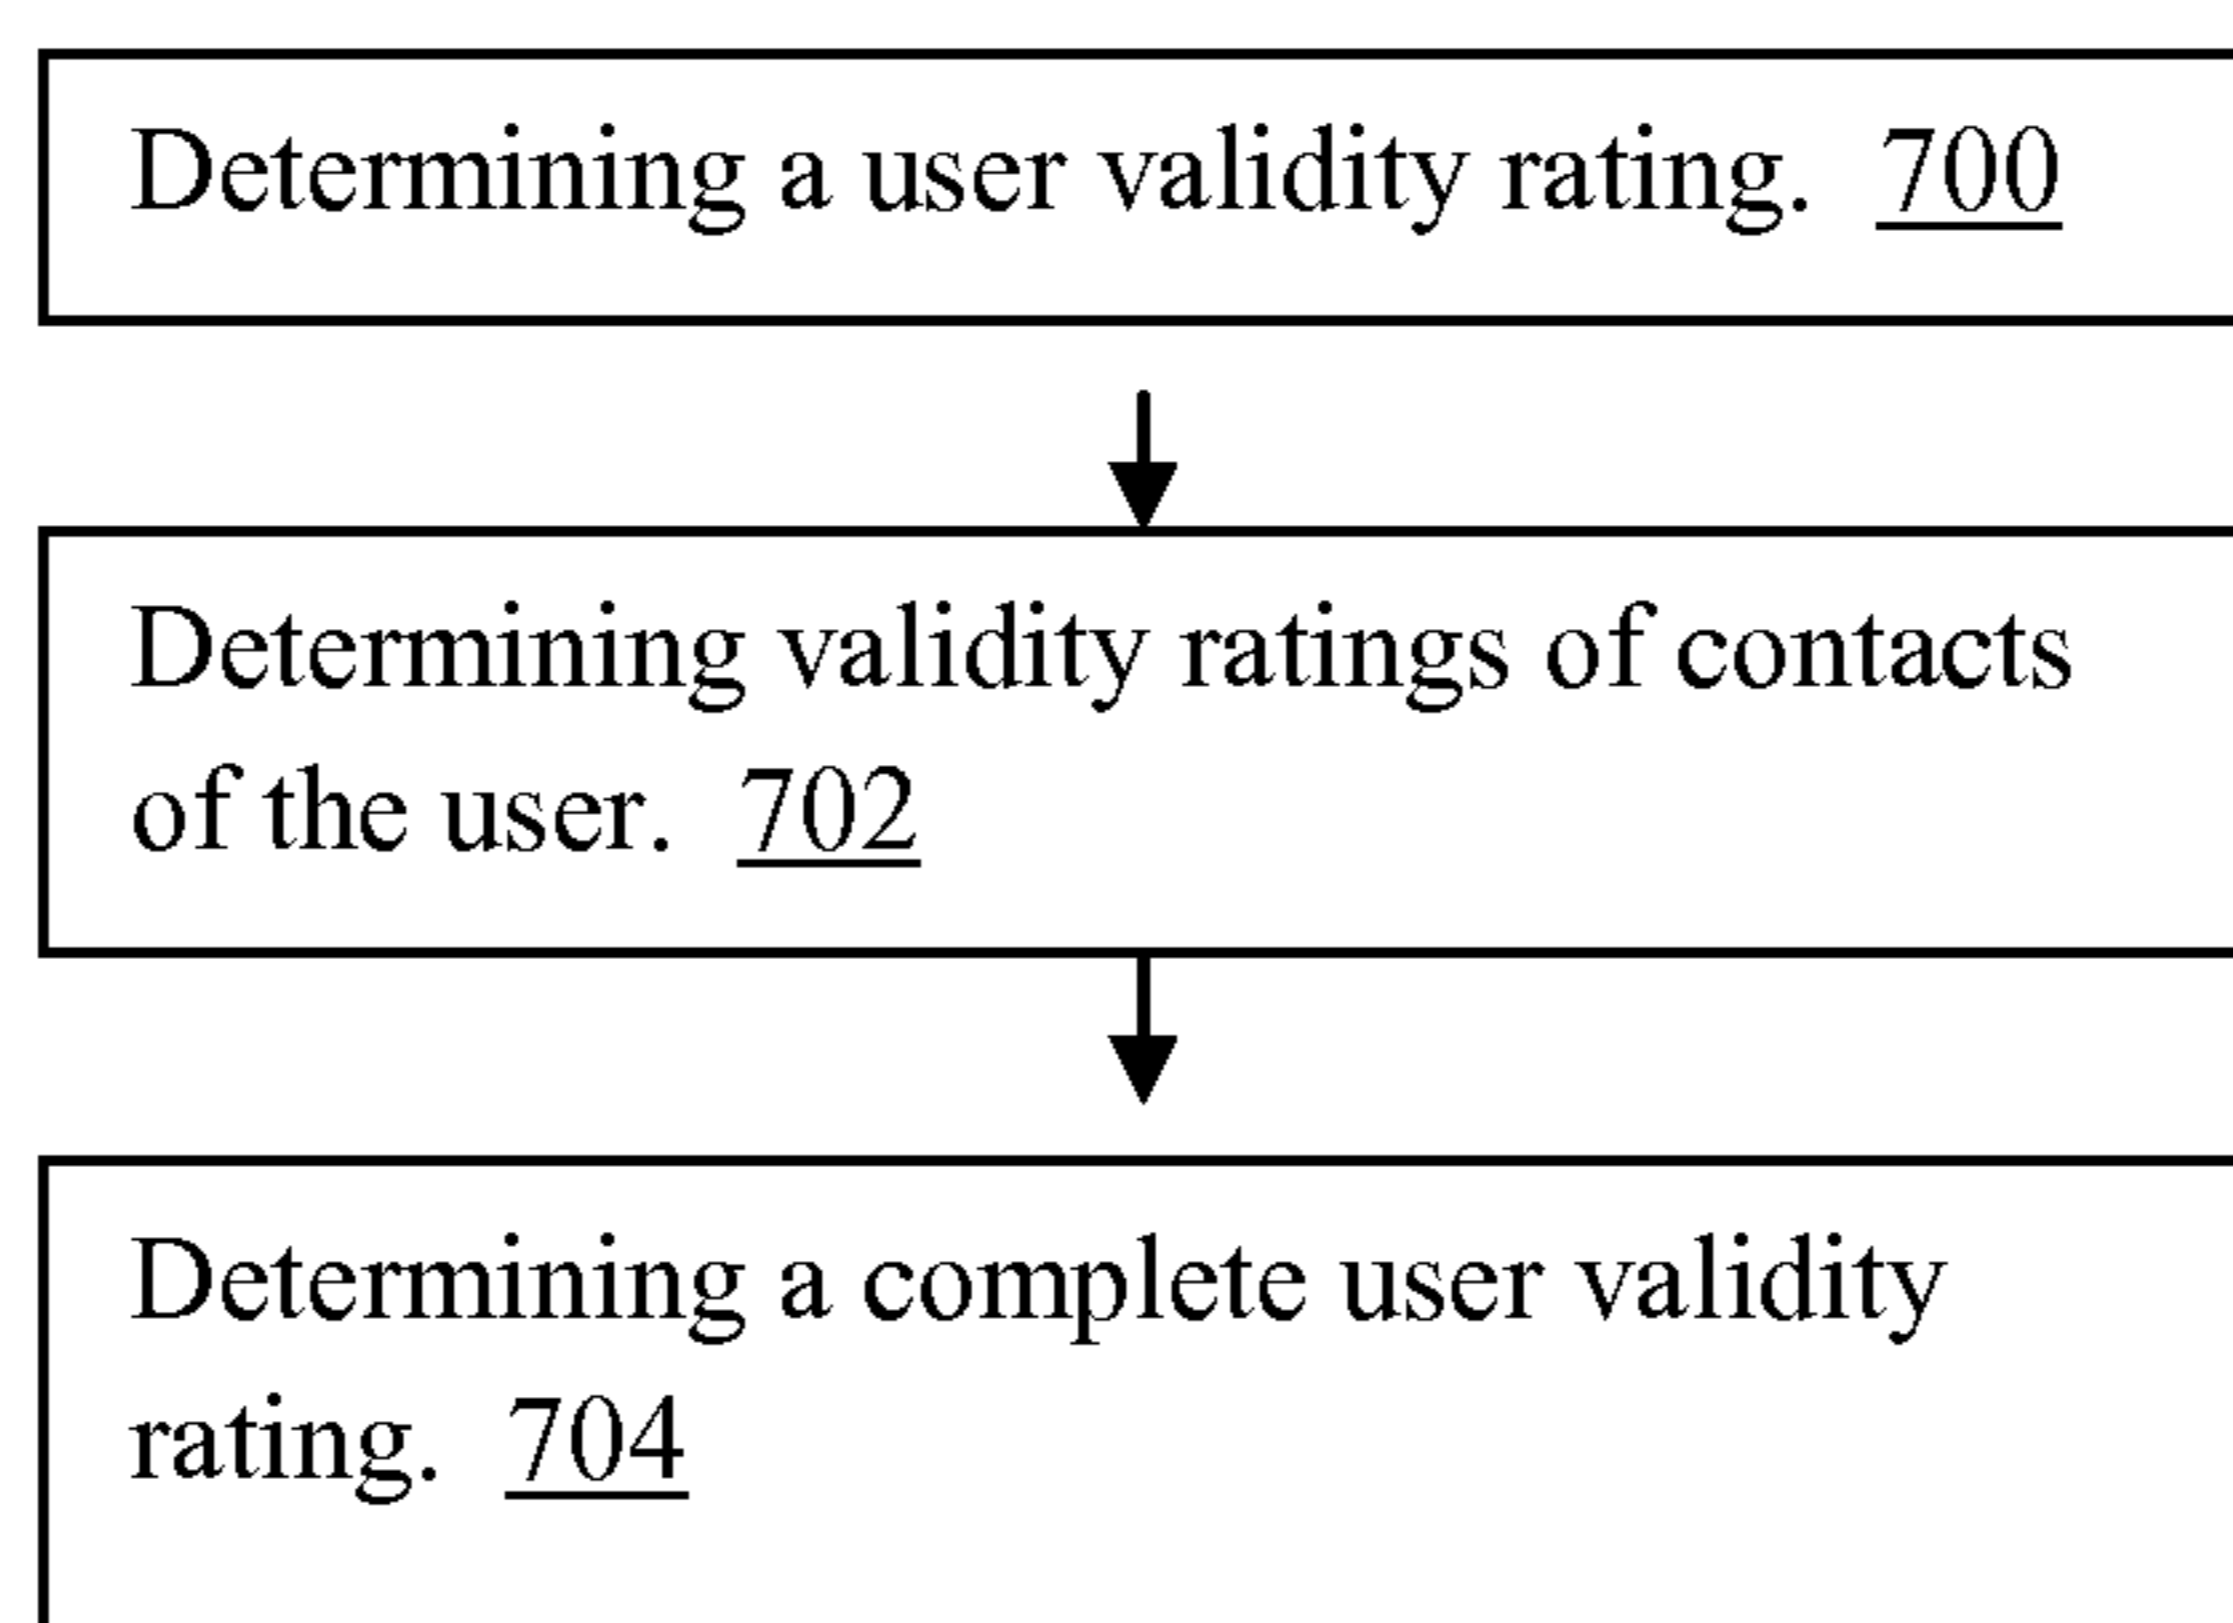 Determining a user validity rating. 700
Determining validity ratings of contacts
of the user. 702
Determining a complete user validity
rating. 704